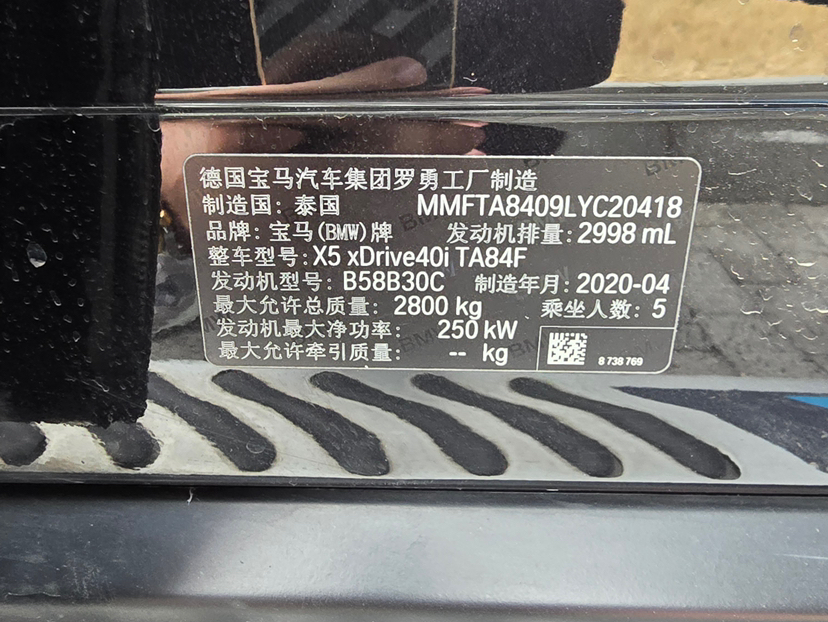 德国宝马汽车集团罗勇工厂制造
制造国: 泰国 MMFTA8409LYC20418
品牌: 宝马(BMW)牌 发动机排量: 2998 mL
整车型号: X5 xDrive40i TA84F
发动机型号: B58B30C 制造年月: 2020-04
最大允许总质量: 2800 kg 乘坐人数: 5
发动机最大净功率: 250 kW
最大允许牵引质量: -- kg
8 738 769